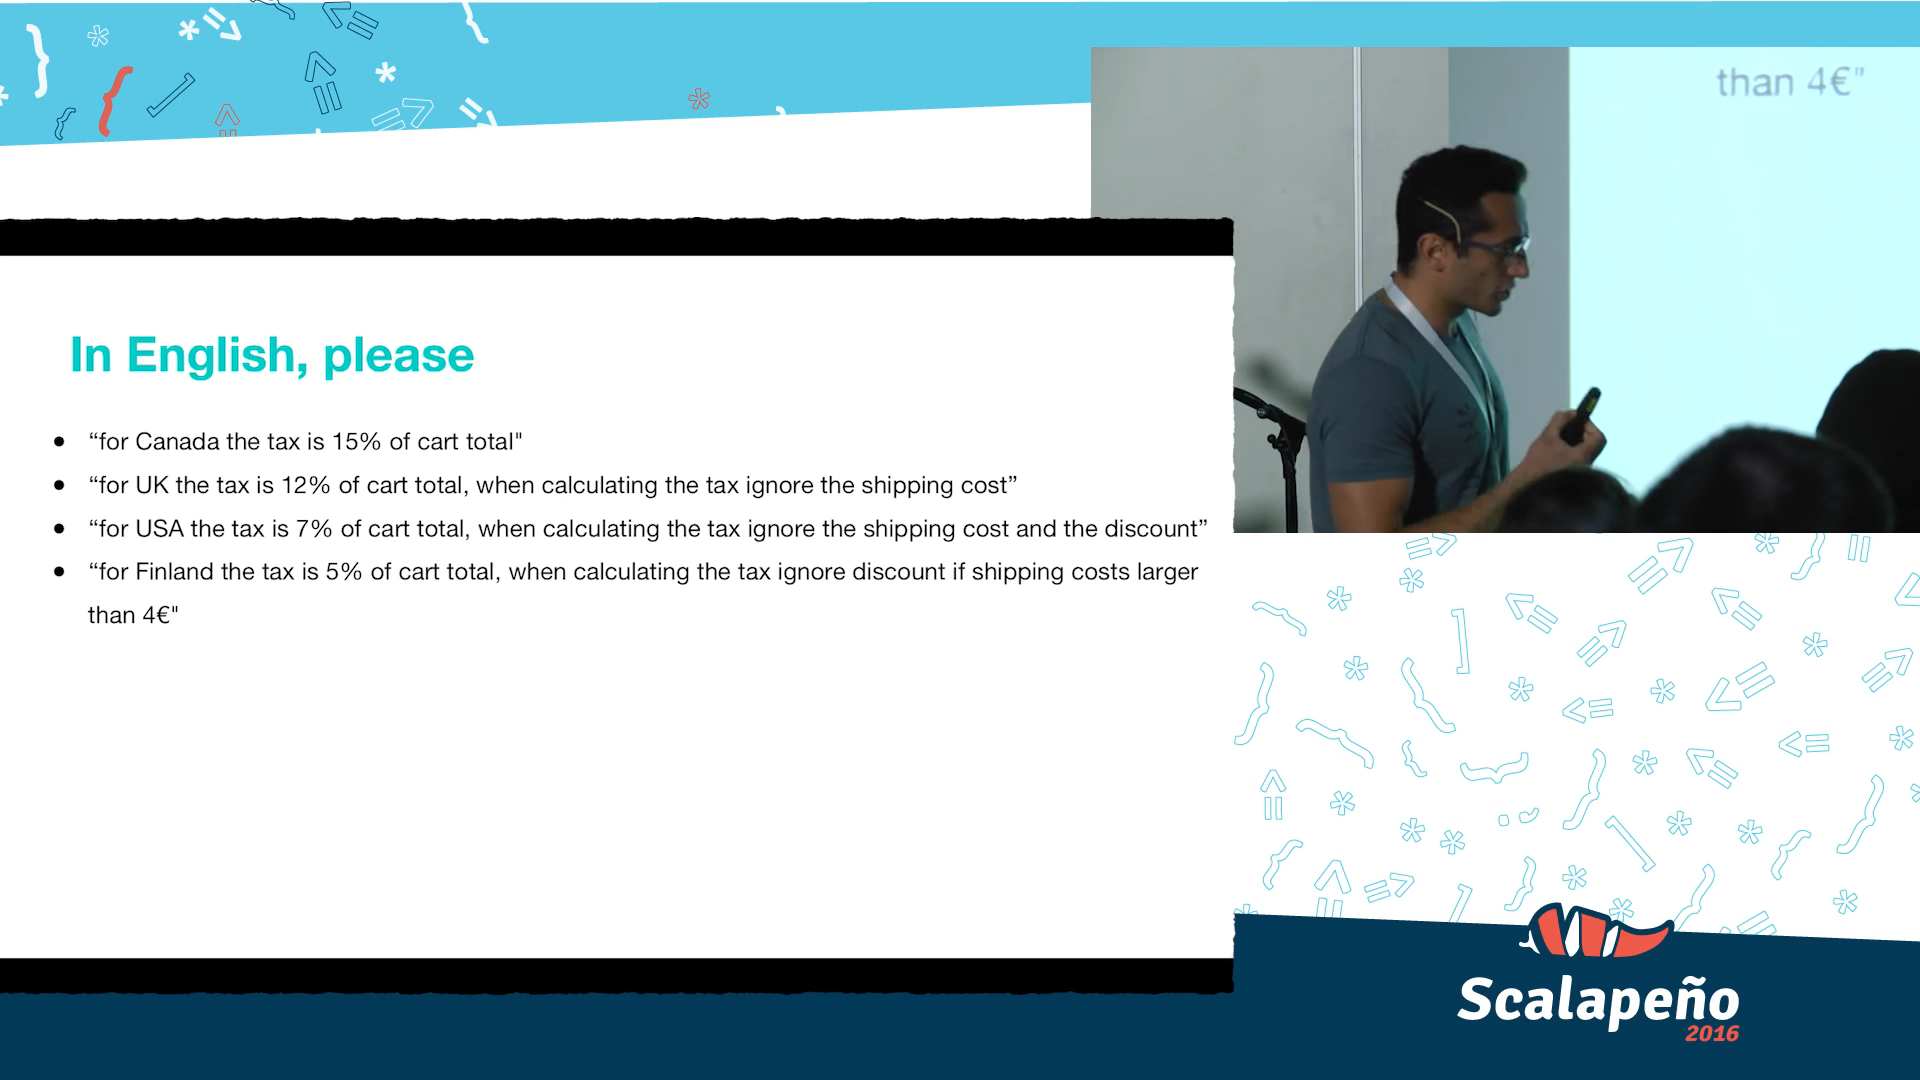 than 4€"
In English, please
“for Canada the tax is 15% of cart total"
“for UK the tax is 12% of cart total, when calculating the tax ignore the shipping cost”
“for USA the tax is 7% of cart total, when calculating the tax ignore the shipping cost and the discount”
“for Finland the tax is 5% of cart total, when calculating the tax ignore discount if shipping costs larger
than 4€"
Scalapeño
2016